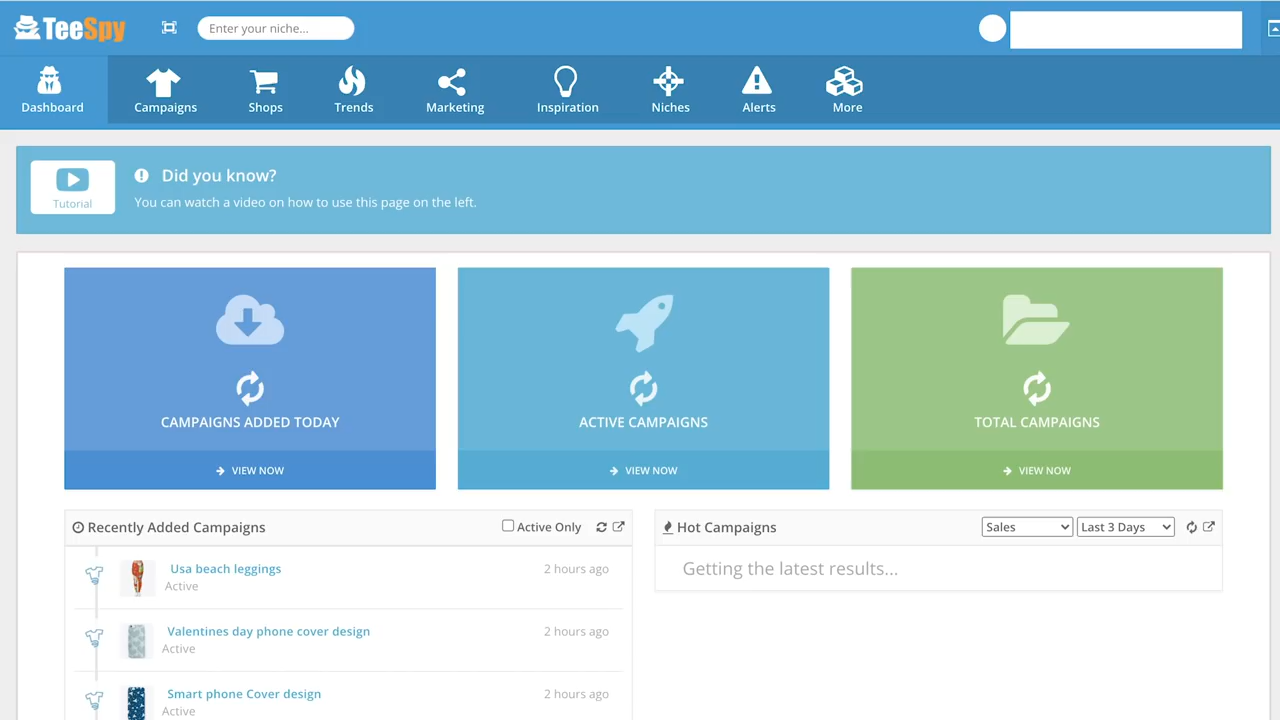 TeeSpy
Enter your niche...
Dashboard
Campaigns
Shops
Trends
Marketing
Inspiration
Niches
Alerts
More
Tutorial
Did you know?
You can watch a video on how to use this page on the left.
CAMPAIGNS ADDED TODAY
VIEW NOW
ACTIVE CAMPAIGNS
VIEW NOW
TOTAL CAMPAIGNS
VIEW NOW
Recently Added Campaigns
Active Only
Usa beach leggings
2 hours ago
Active
Valentines day phone cover design
2 hours ago
Active
Smart phone Cover design
2 hours ago
Active
Hot Campaigns
Sales
Last 3 Days
Getting the latest results...